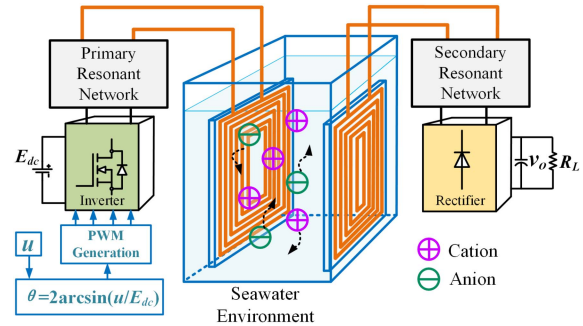 Primary
Resonant
Network
Secondary
Resonant
Network
E_dc
Inverter
Rectifier
v_o
R_L
u
PWM
Generation
θ=2arcsin(u/E_dc)
Seawater
Environment
Cation
Anion